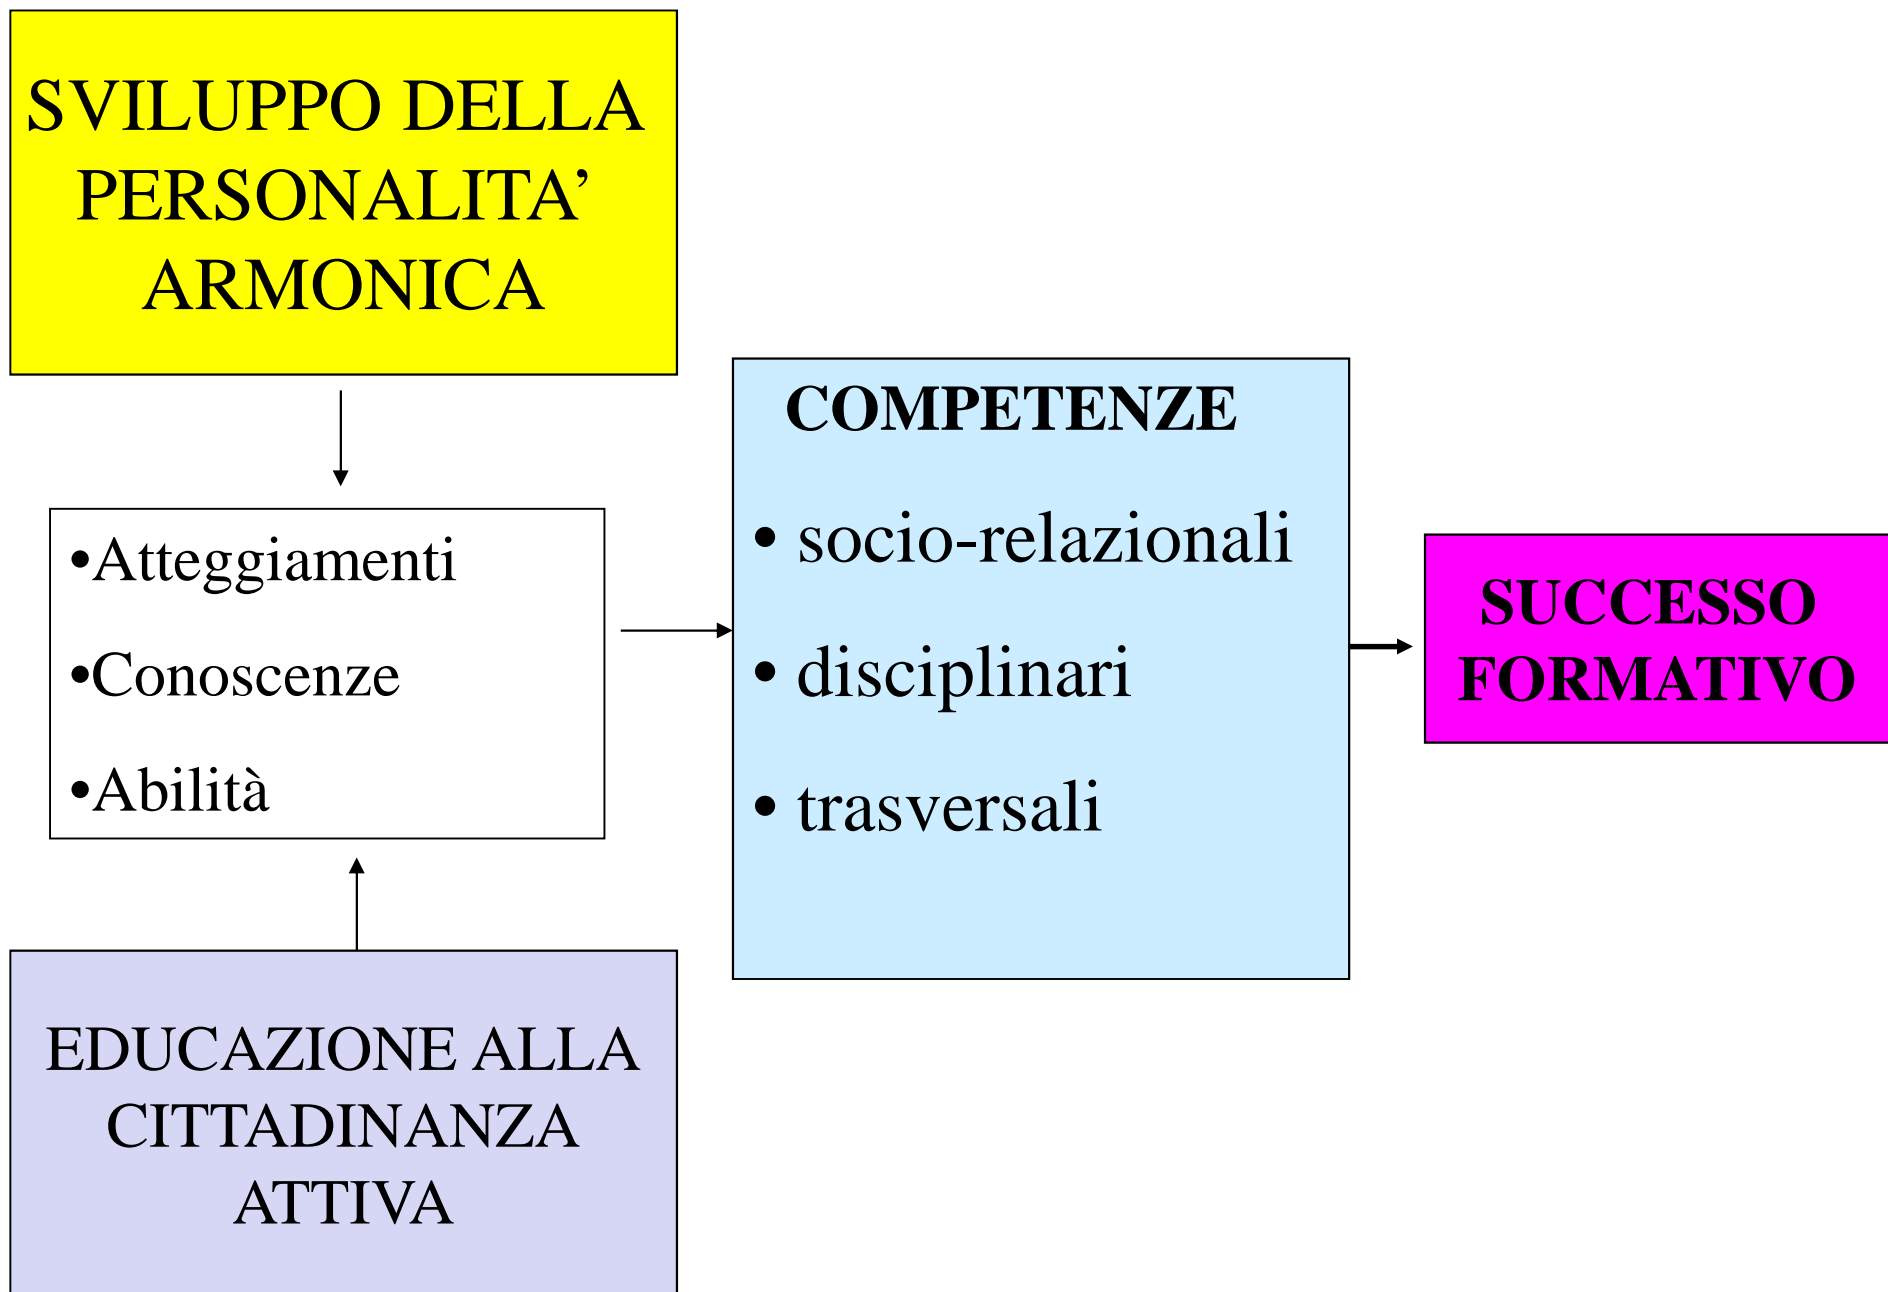 SVILUPPO DELLA
PERSONALITA’
ARMONICA
•Atteggiamenti
•Conoscenze
•Abilità
EDUCAZIONE ALLA
CITTADINANZA
ATTIVA
COMPETENZE
• socio-relazionali
• disciplinari
• trasversali
SUCCESSO
FORMATIVO